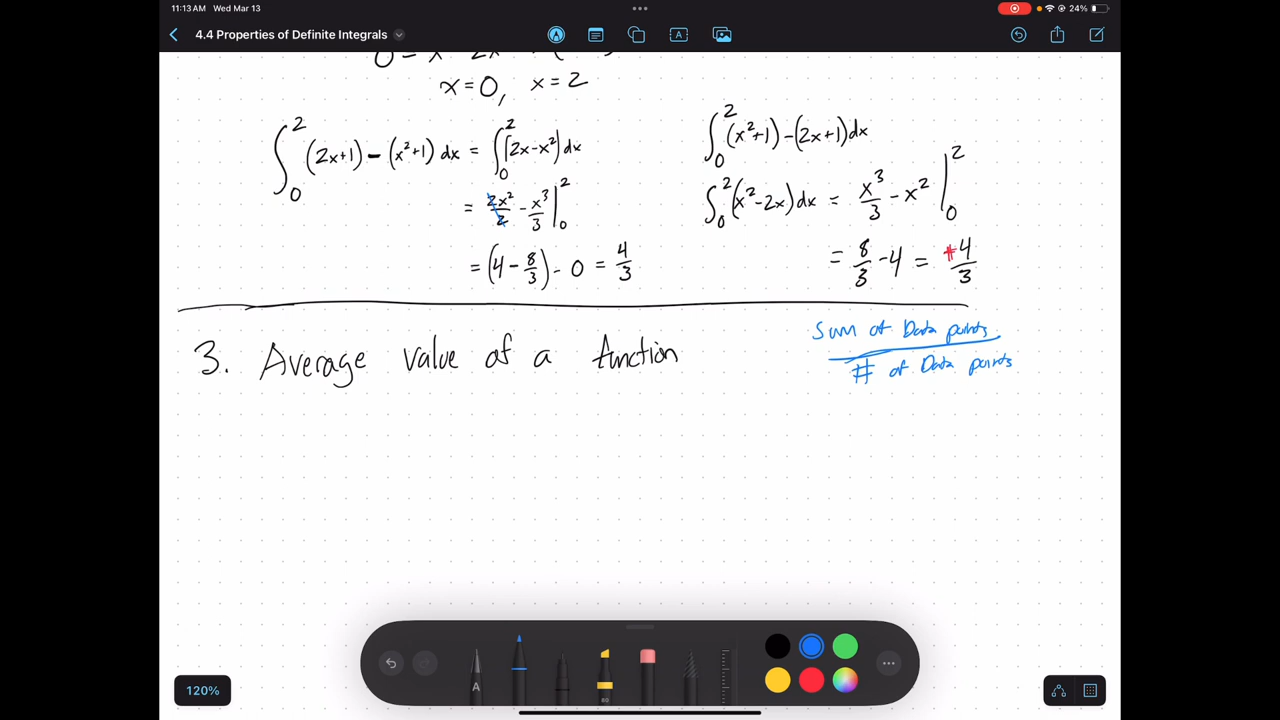 11:13 AM Wed Mar 13
24%
4.4 Properties of Definite Integrals
A
x=0, x=2
∫₀² (2x+1) - (x²+1) dx = ∫₀² (2x-x²) dx
= 2x²/2 - x³/3 |₀²
= (4 - 8/3) - 0 = 4/3
∫₀² (x²+1) - (2x+1) dx
∫₀² (x²-2x) dx = x³/3 - x² |₀²
= 8/3 - 4 = +4/3
3. Average value of a function
Sum of Data points
# of Data points
A
80
120%